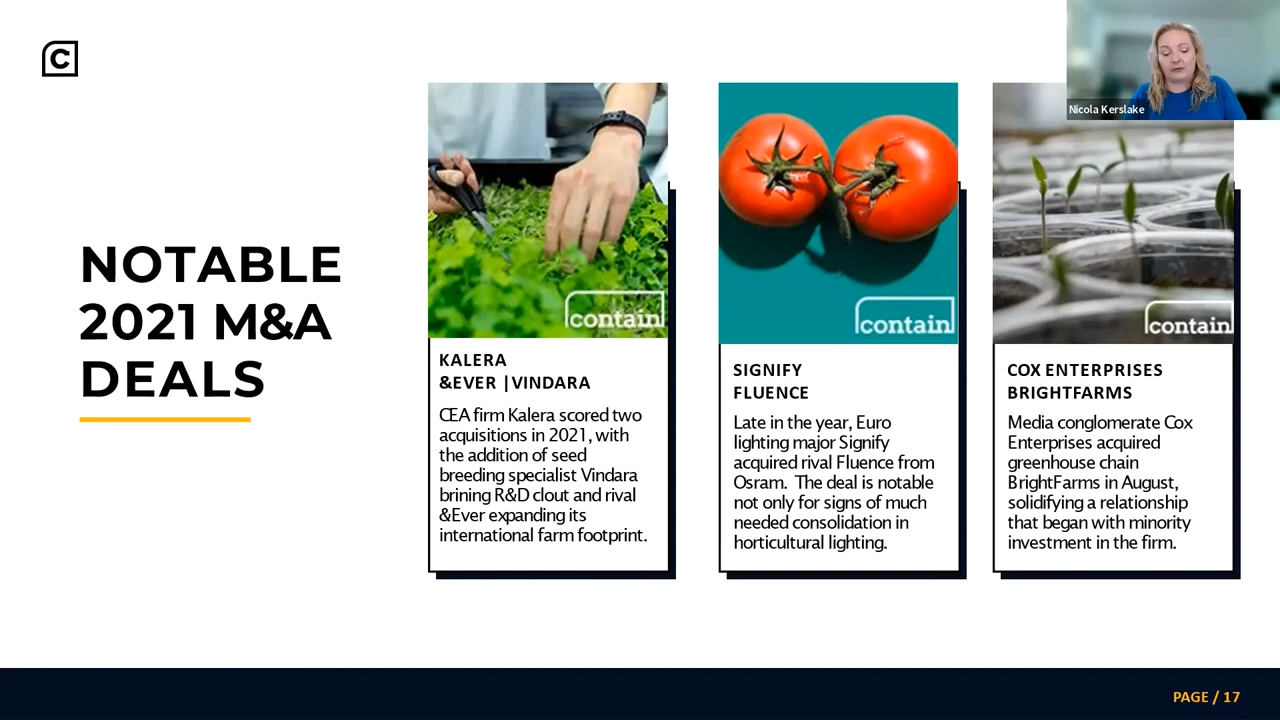 C
Nicola Kerslake
NOTABLE
2021 M&A
DEALS
contain
KALERA
&EVER | VINDARA
CEA firm Kalera scored two
acquisitions in 2021, with
the addition of seed
breeding specialist Vindara
brining R&D clout and rival
&Ever expanding its
international farm footprint.
contain
SIGNIFY
FLUENCE
Late in the year, Euro
lighting major Signify
acquired rival Fluence from
Osram. The deal is notable
not only for signs of much
needed consolidation in
horticultural lighting.
contain
COX ENTERPRISES
BRIGHTFARMS
Media conglomerate Cox
Enterprises acquired
greenhouse chain
BrightFarms in August,
solidifying a relationship
that began with minority
investment in the firm.
PAGE / 17